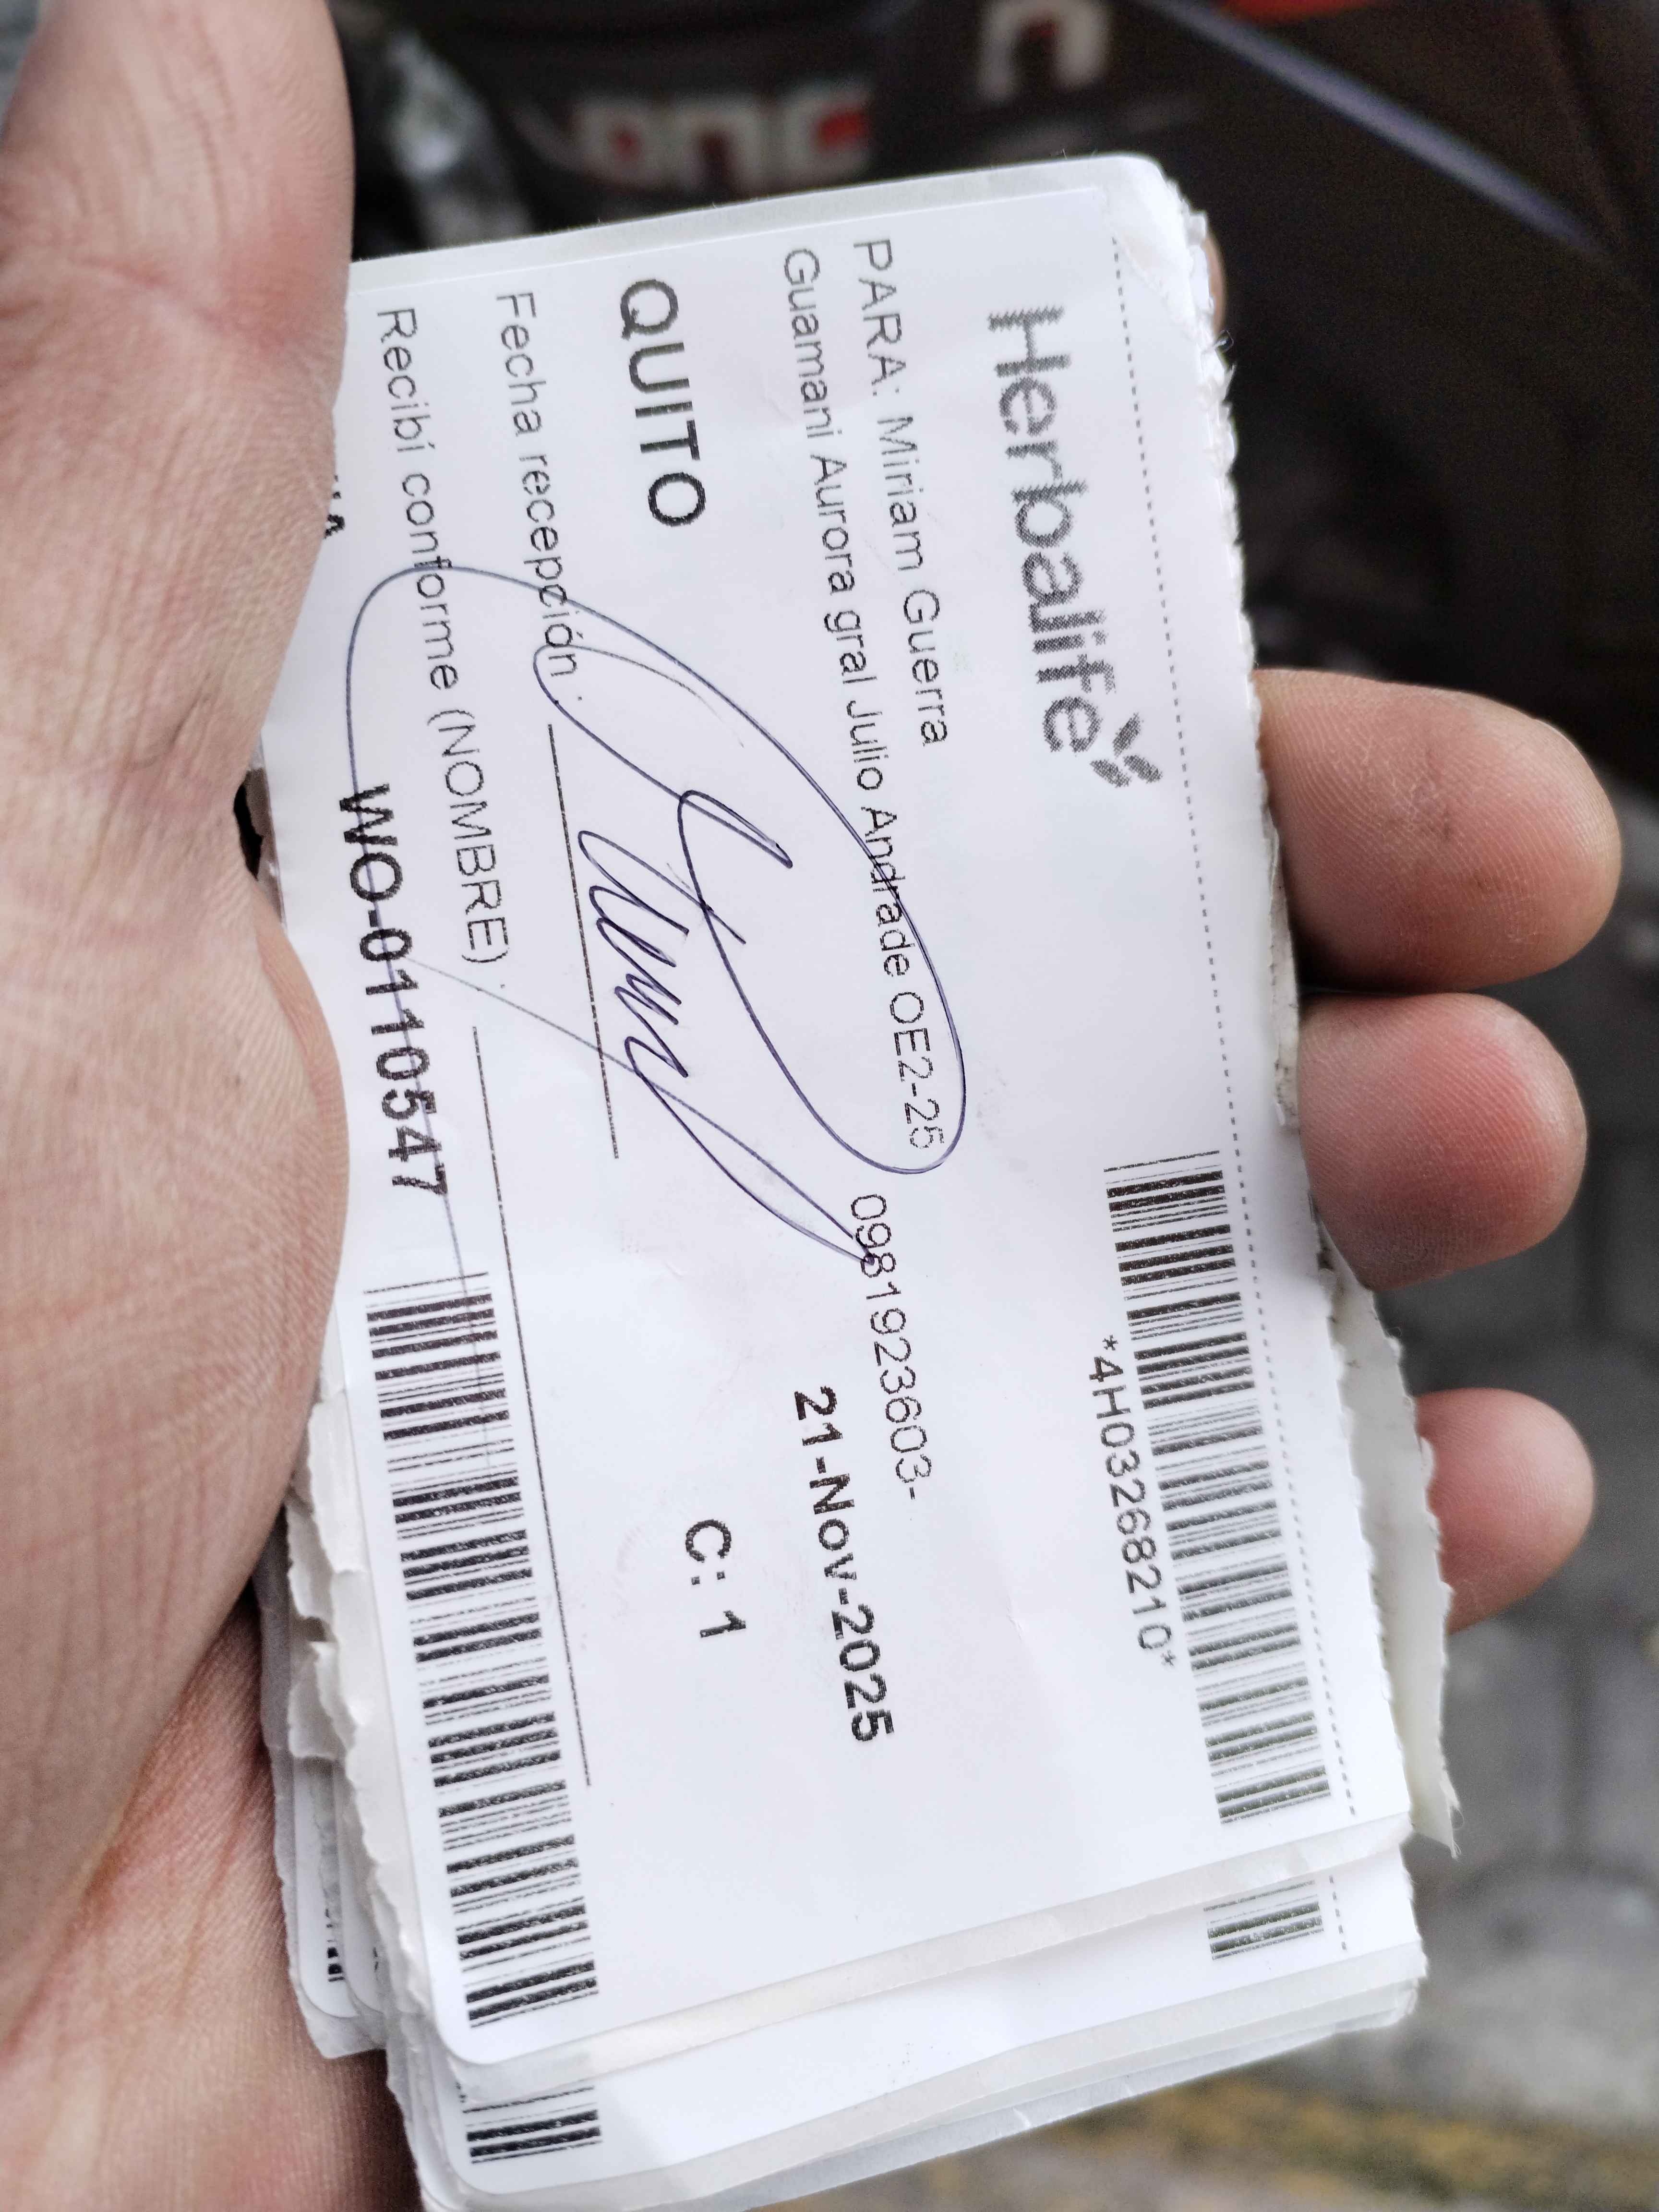 Herbalife
*4H03268210*
PARA: Miriam Guerra
Guamani Aurora gral Julio Andrade OE2-25 0981923603-
21-Nov-2025
QUITO
C: 1
Fecha recepción :
Recibí conforme (NOMBRE) :
WO-0110547